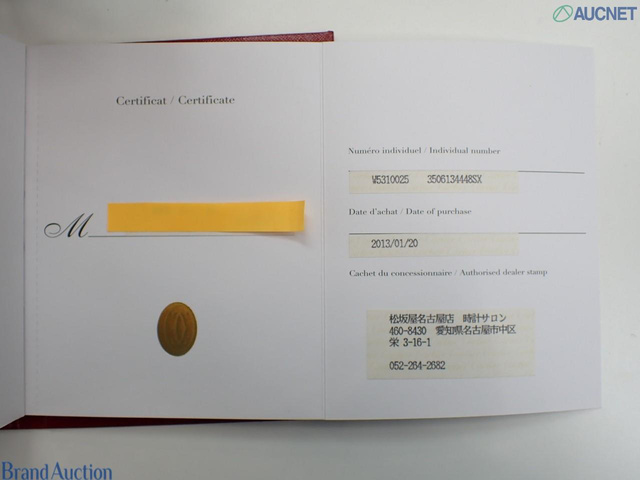 AUCNET
Certificat / Certificate
M
Numéro individuel / Individual number
W5310025 3506134448SX
Date d'achat / Date of purchase
2013/01/20
Cachet du concessionnaire / Authorised dealer stamp
松坂屋名古屋店 時計サロン
460-8430 愛知県名古屋市中区
栄 3-16-1
052-264-2682
Brand Auction